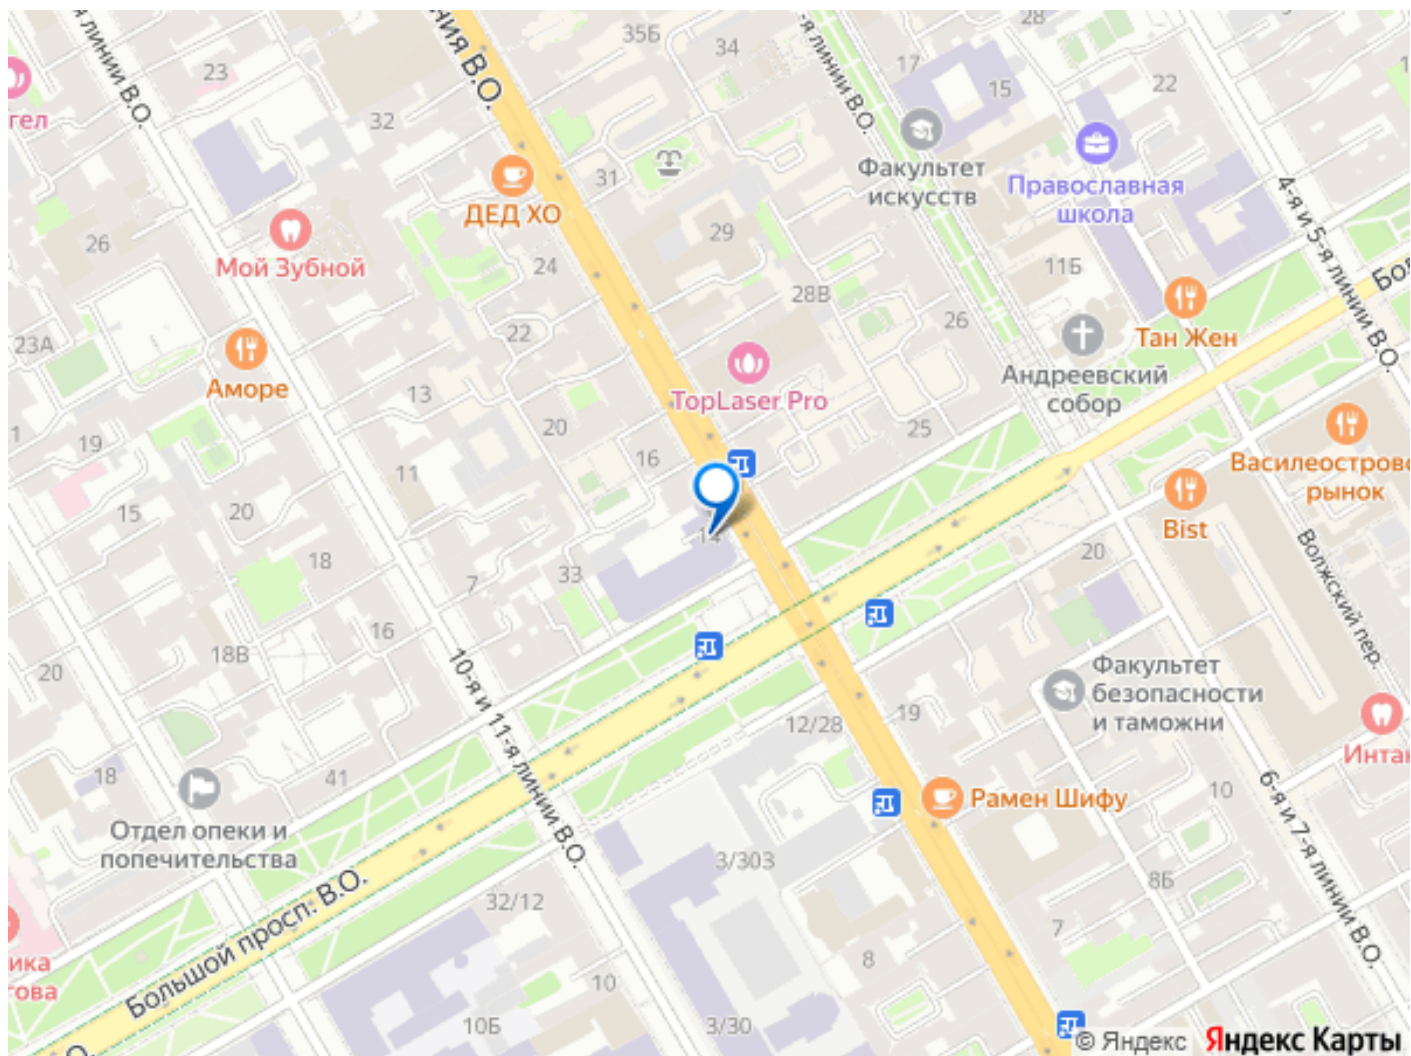 я линии В.О.
НИЯ В.О.
35Б
34
28
-я линии В.О.
17
15
22
23
гел
32
ДЕД ХО
31
Факультет
искусств
Православная
школа
4-я и 5-я линии В.О.
26
Мой Зубной
24
29
11Б
28В
26
22
Тан Жен
23А
Аморе
13
TopLaser Pro
Андреевский
собор
1
19
20
25
16
11
Василеостровс
рынок
15
20
Bist
14
18
7
33
20
Волжский пер.
16
18В
20
10-я и 11-я линии В.О.
Факультет
безопасности
и таможни
12/28
19
Интан
18
41
10
6-я и 7-я линии В.О.
Рамен Шифу
Отдел опеки и
попечительства
3/303
8Б
Большой просп. В.О.
32/12
7
ика
гова
8
10
10Б
3/30
О.
© Яндекс Яндекс Карты